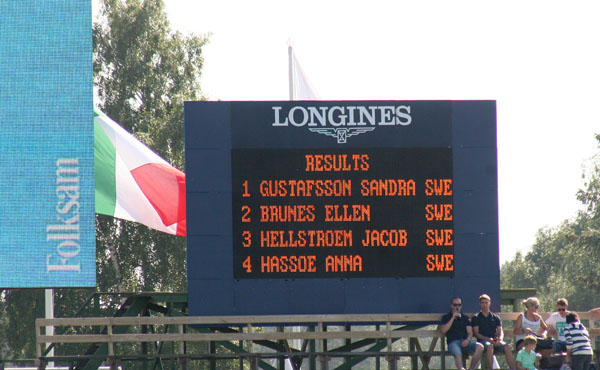 Folksam
LONGINES
RESULTS
1 GUSTAFSSON SANDRA SWE
2 BRUNES ELLEN SWE
3 HELLSTROEM JACOB SWE
4 HASSOE ANNA SWE